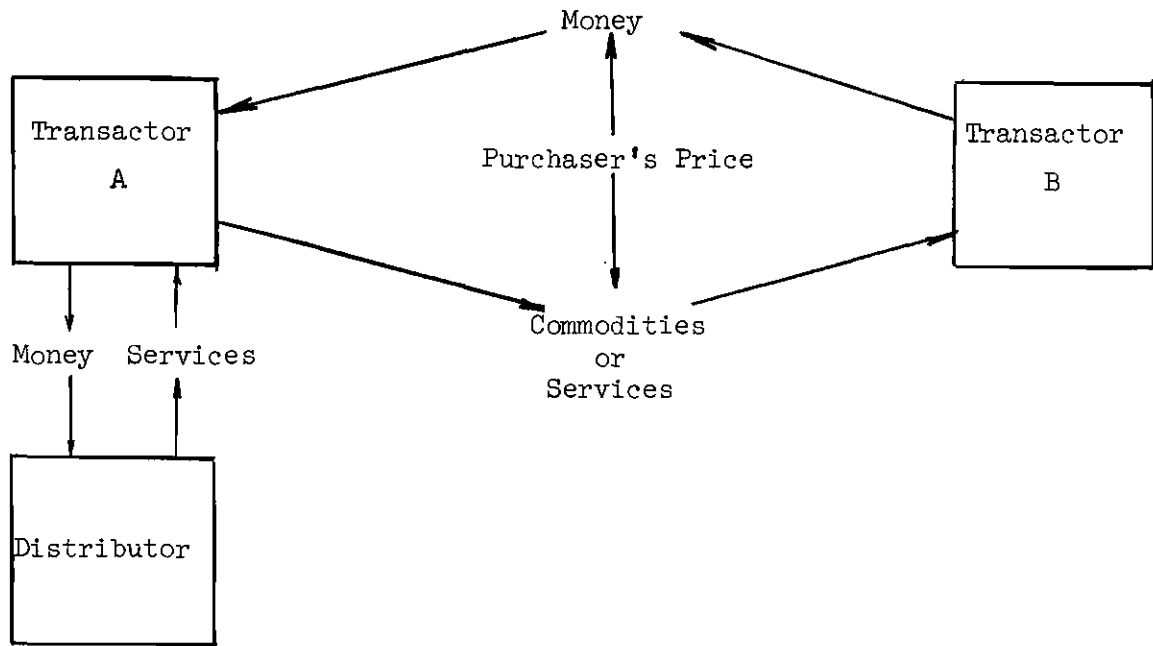 Money
Transactor
A
Purchaser's Price
Transactor
B
Commodities
or
Services
Money Services
Distributor